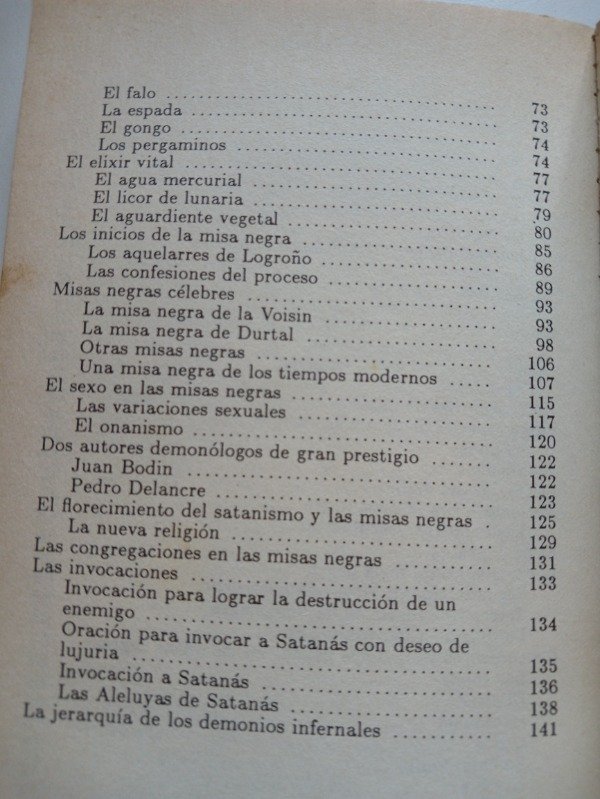 El falo ........ 73
La espada ........ 73
El gongo ........ 74
Los pergaminos ........ 74
El elixir vital ........ 77
El agua mercurial ........ 77
El licor de lunaria ........ 79
El aguardiente vegetal ........ 80
Los inicios de la misa negra ........ 85
Los aquelarres de Logroño ........ 86
Las confesiones del proceso ........ 89
Misas negras célebres ........ 93
La misa negra de la Voisin ........ 93
La misa negra de Durtal ........ 98
Otras misas negras ........ 106
Una misa negra de los tiempos modernos ..... 107
El sexo en las misas negras ........ 115
Las variaciones sexuales ........ 117
El onanismo ........ 120
Dos autores demonólogos de gran prestigio ....... 122
Juan Bodin ........ 122
Pedro Delancre ........ 123
El florecimiento del satanismo y las misas negras . 125
La nueva religión ........ 129
Las congregaciones en las misas negras ........ 131
Las invocaciones ........ 133
Invocación para lograr la destrucción de un
enemigo ........ 134
Oración para invocar a Satanás con deseo de
lujuria ........ 135
Invocación a Satanás ........ 136
Las Aleluyas de Satanás ........ 138
La jerarquía de los demonios infernales ........ 141